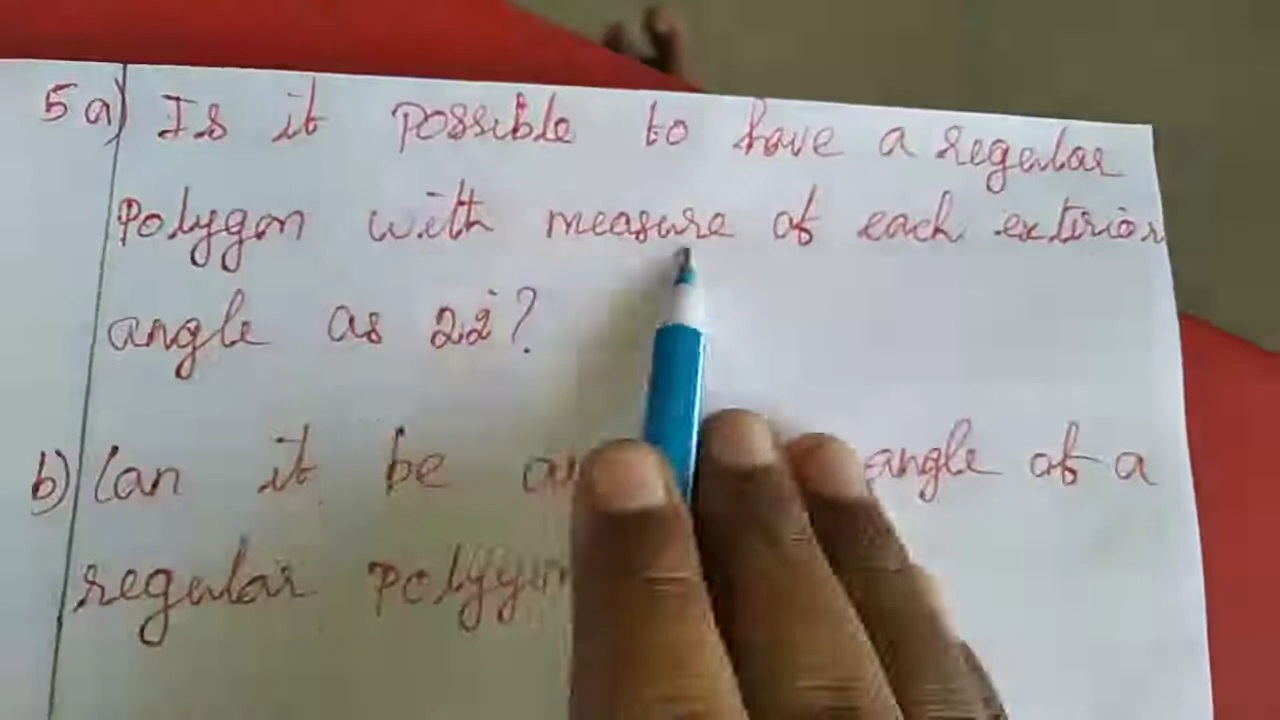 5 a) Is it possible to have a regular
polygon with measure of each exterior
angle as 22°?
b) Can it be an angle of a
regular polygon